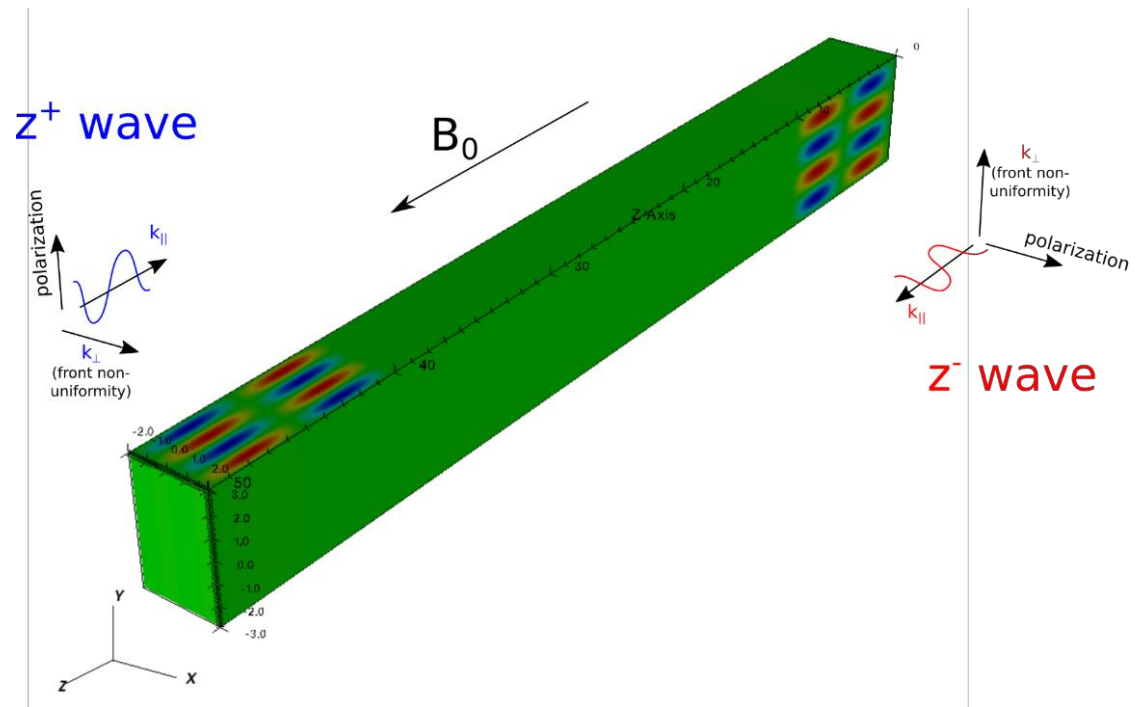 z⁺ wave
B₀
polarization
k∥
k⊥
(front non-
uniformity)
0
10
20
Z Axis
30
40
50
-2.0
-1.0
0.0
1.0
2.0
3.0
2.0
1.0
0.0
-1.0
-2.0
-3.0
k⊥
(front non-
uniformity)
polarization
k∥
z⁻ wave
Y
Z
X